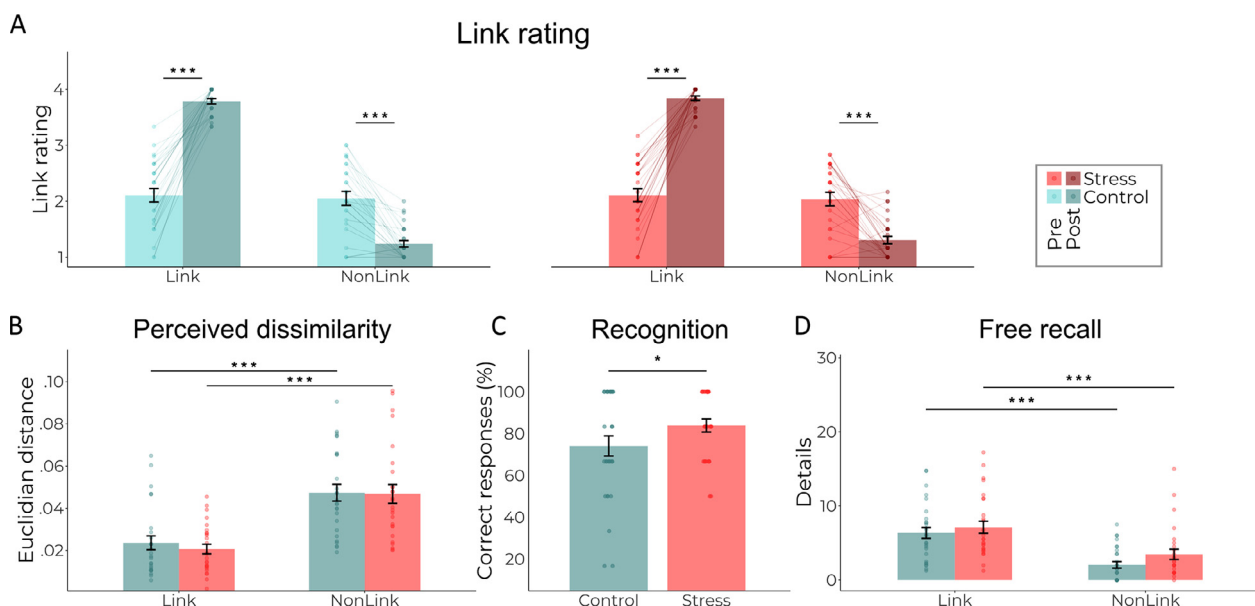 A
Link rating
Link rating
4
3
2
1
***
***
***
***
Link
NonLink
Link
NonLink
Stress
Control
Pre
Post
B
Perceived dissimilarity
Euclidian distance
.10
.08
.06
.04
.02
***
***
Link
NonLink
C
Recognition
Correct responses (%)
100
80
60
40
20
*
Control
Stress
D
Free recall
Details
30
20
10
0
***
***
Link
NonLink